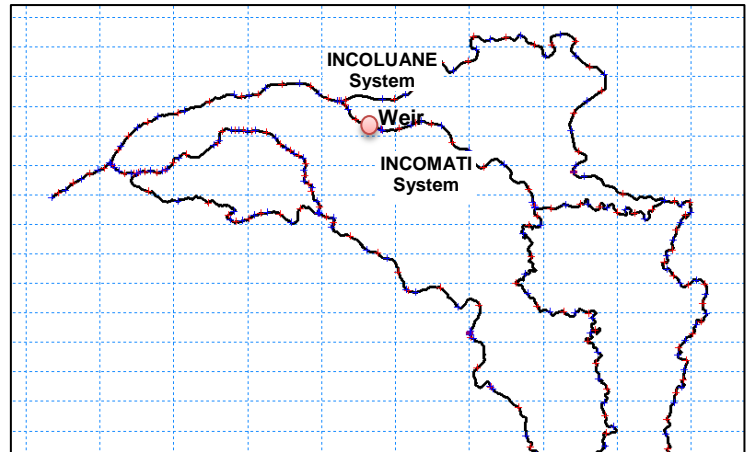 INCOLUANE
System
Weir
INCOMATI
System